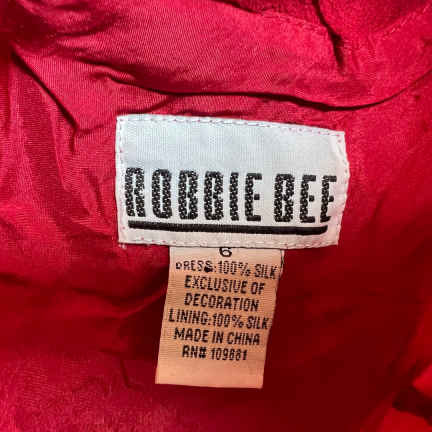 ROBBIE BEE
6
DRESS:100% SILK
EXCLUSIVE OF
DECORATION
LINING:100% SILK
MADE IN CHINA
RN# 109881